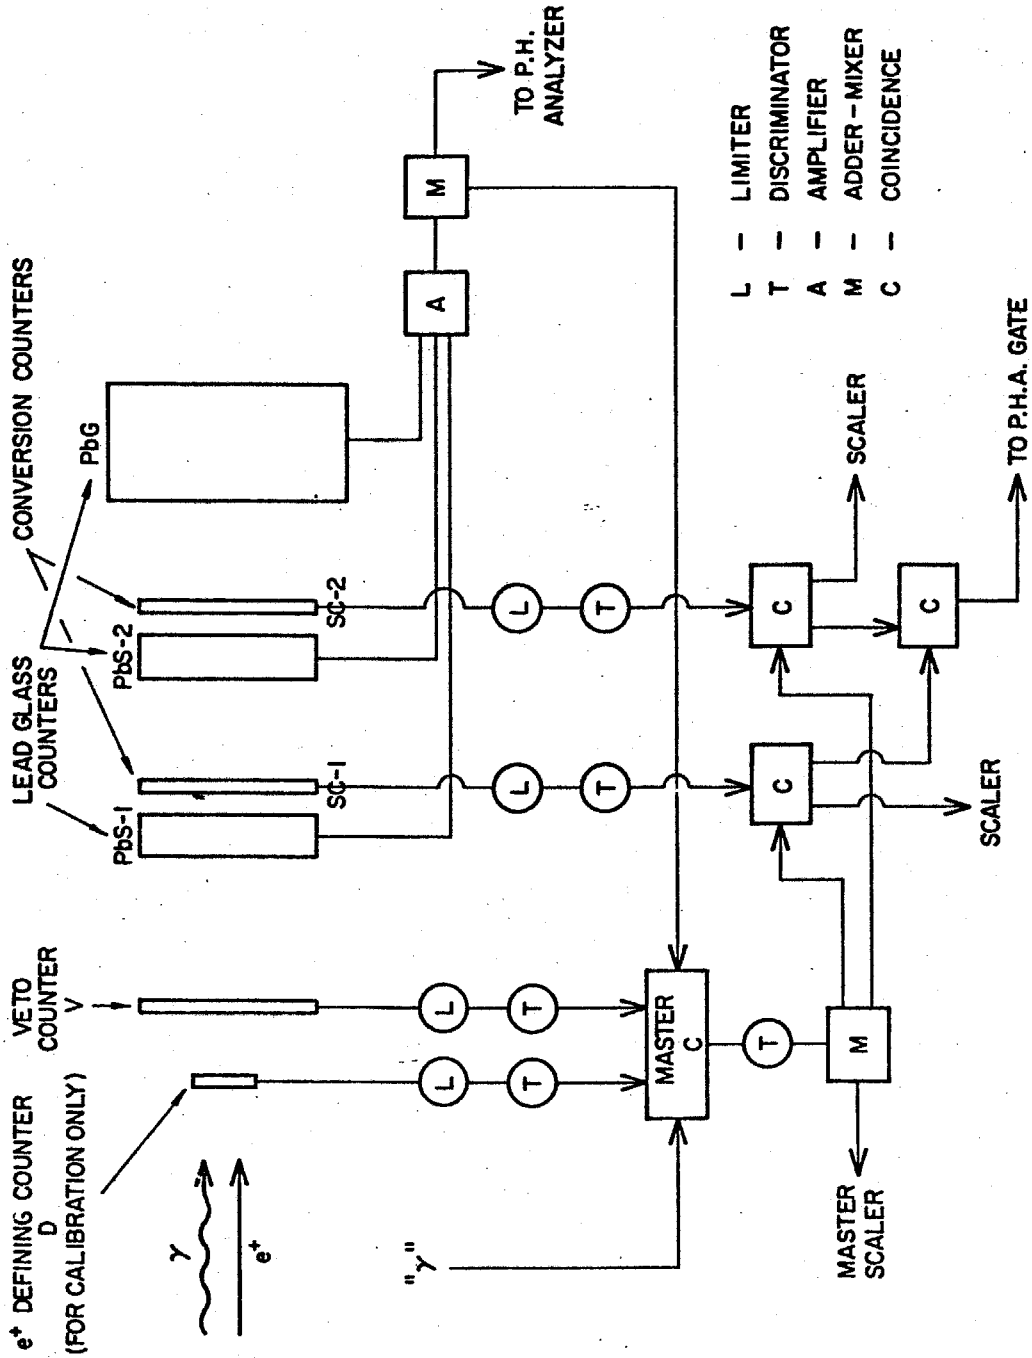 e⁺ DEFINING COUNTER
D
(FOR CALIBRATION ONLY)
VETO
COUNTER
V
LEAD GLASS
COUNTERS
CONVERSION COUNTERS
PbS-1
PbS-2
PbG
SC-1
SC-2
γ
e⁺
"γ"
L
T
L
T
L
T
L
T
A
M
TO P.H.
ANALYZER
MASTER
C
T
M
MASTER
SCALER
C
C
C
SCALER
SCALER
TO P.H.A. GATE
L – LIMITER
T – DISCRIMINATOR
A – AMPLIFIER
M – ADDER-MIXER
C – COINCIDENCE